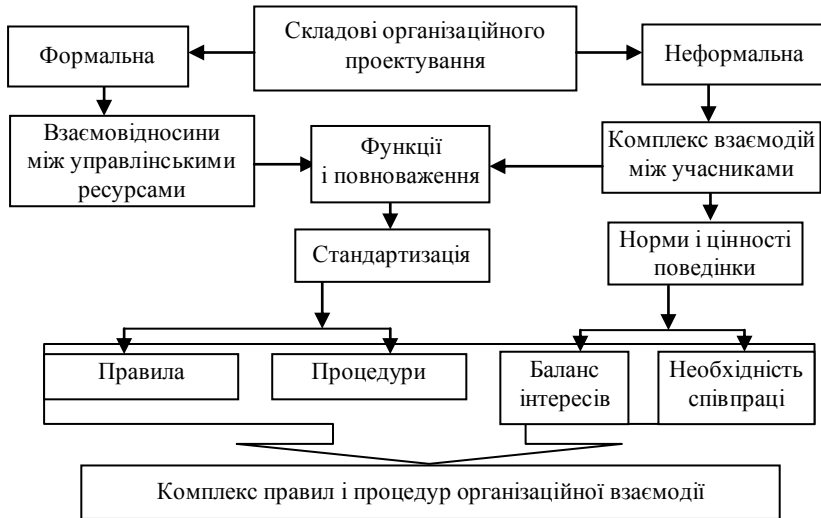 Складові організаційного
проектування
Формальна
Неформальна
Взаємовідносини
між управлінськими
ресурсами
Функції
і повноваження
Комплекс взаємодій
між учасниками
Стандартизація
Норми і цінності
поведінки
Правила
Процедури
Баланс
інтересів
Необхідність
співпраці
Комплекс правил і процедур організаційної взаємодії